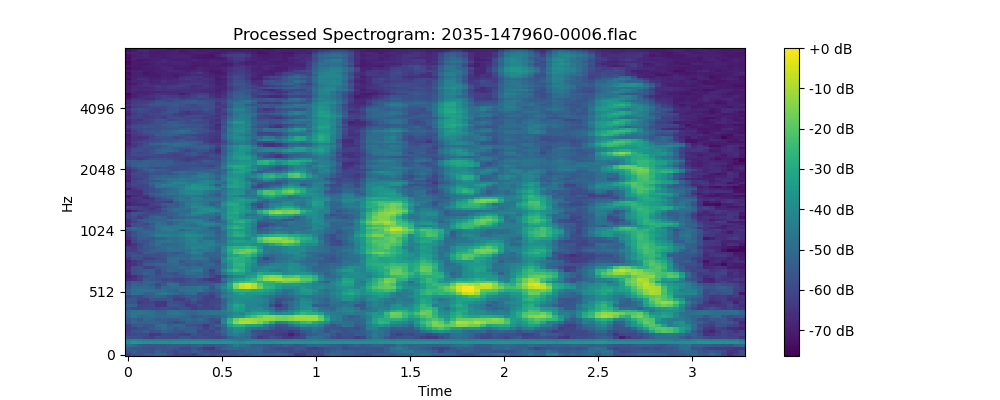 Processed Spectrogram: 2035-147960-0006.flac
Hz
4096
2048
1024
512
0
0
0.5
1
1.5
2
2.5
3
Time
+0 dB
-10 dB
-20 dB
-30 dB
-40 dB
-50 dB
-60 dB
-70 dB